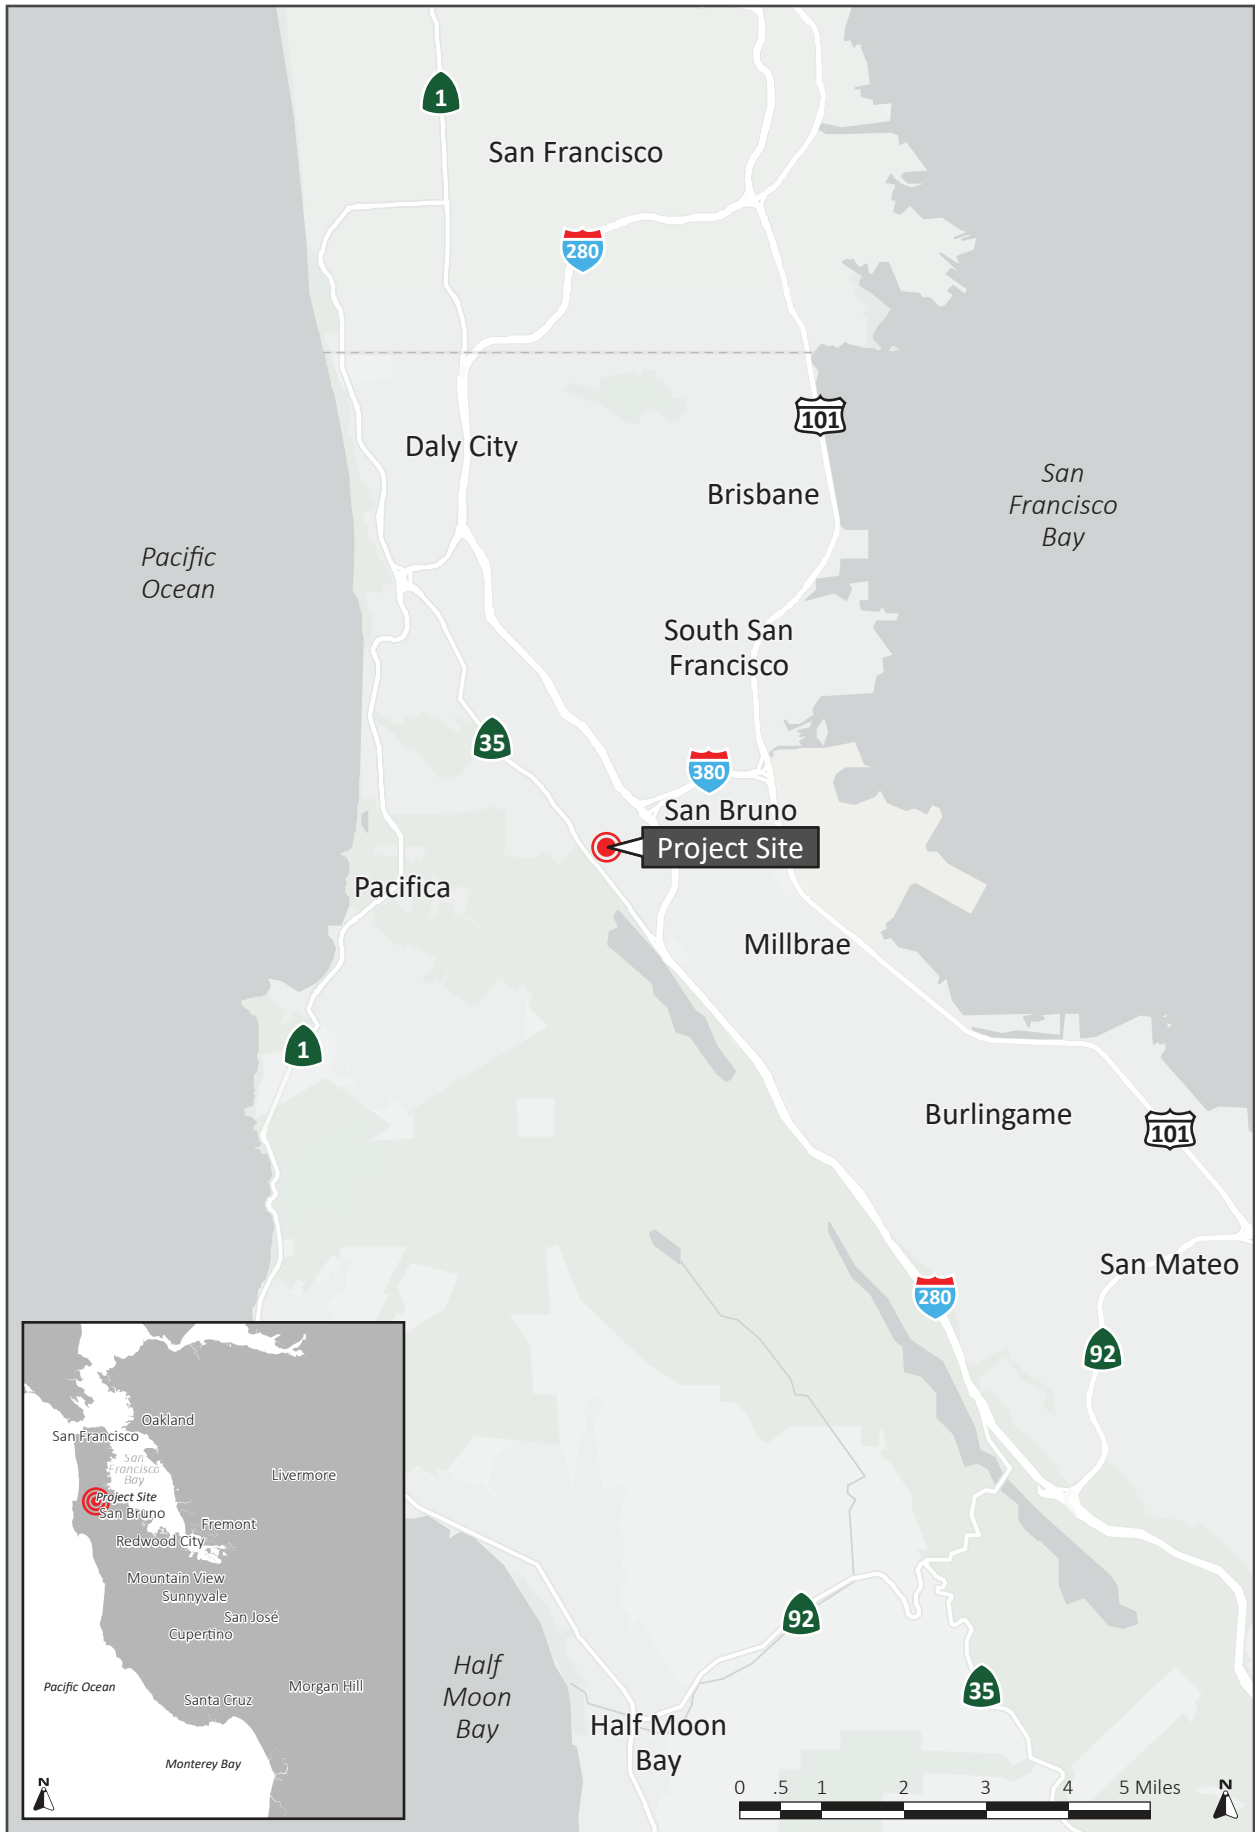 1
San Francisco
280
Daly City
101
Brisbane
San
Francisco
Bay
Pacific
Ocean
South San
Francisco
35
380
San Bruno
Project Site
Pacifica
Millbrae
1
Burlingame
101
San Mateo
280
92
Oakland
San Francisco
San
Francisco
Bay
Livermore
Project Site
San Bruno
Fremont
Redwood City
Mountain View
Sunnyvale
San José
Cupertino
Pacific Ocean
Morgan Hill
Santa Cruz
Monterey Bay
N
92
Half
Moon
Bay
35
Half Moon
Bay
0 .5 1 2 3 4 5 Miles
N